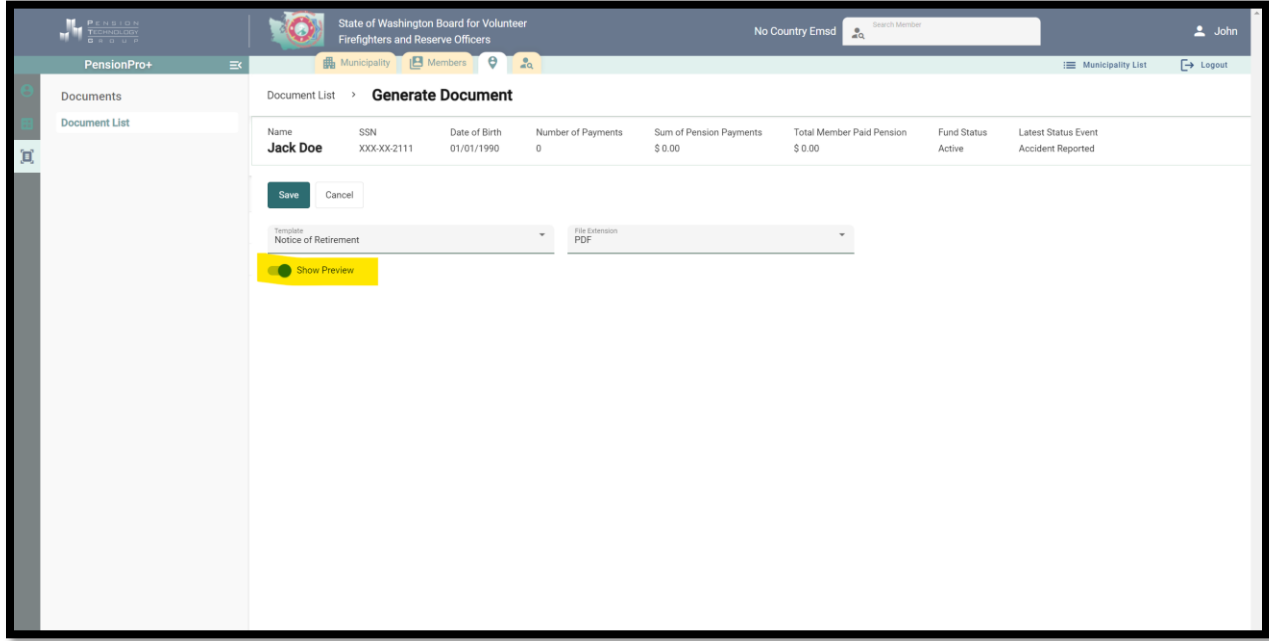 PENSION
TECHNOLOGY
GROUP
State of Washington Board for Volunteer
Firefighters and Reserve Officers
No Country Emsd
Search Member
John
PensionPro+
Municipality
Members
Municipality List
Logout
Documents
Document List
Document List > Generate Document
Name SSN Date of Birth Number of Payments Sum of Pension Payments Total Member Paid Pension Fund Status Latest Status Event
Jack Doe XXX-XX-2111 01/01/1990 0 $ 0.00 $ 0.00 Active Accident Reported
Save Cancel
Template File Extension
Notice of Retirement PDF
Show Preview